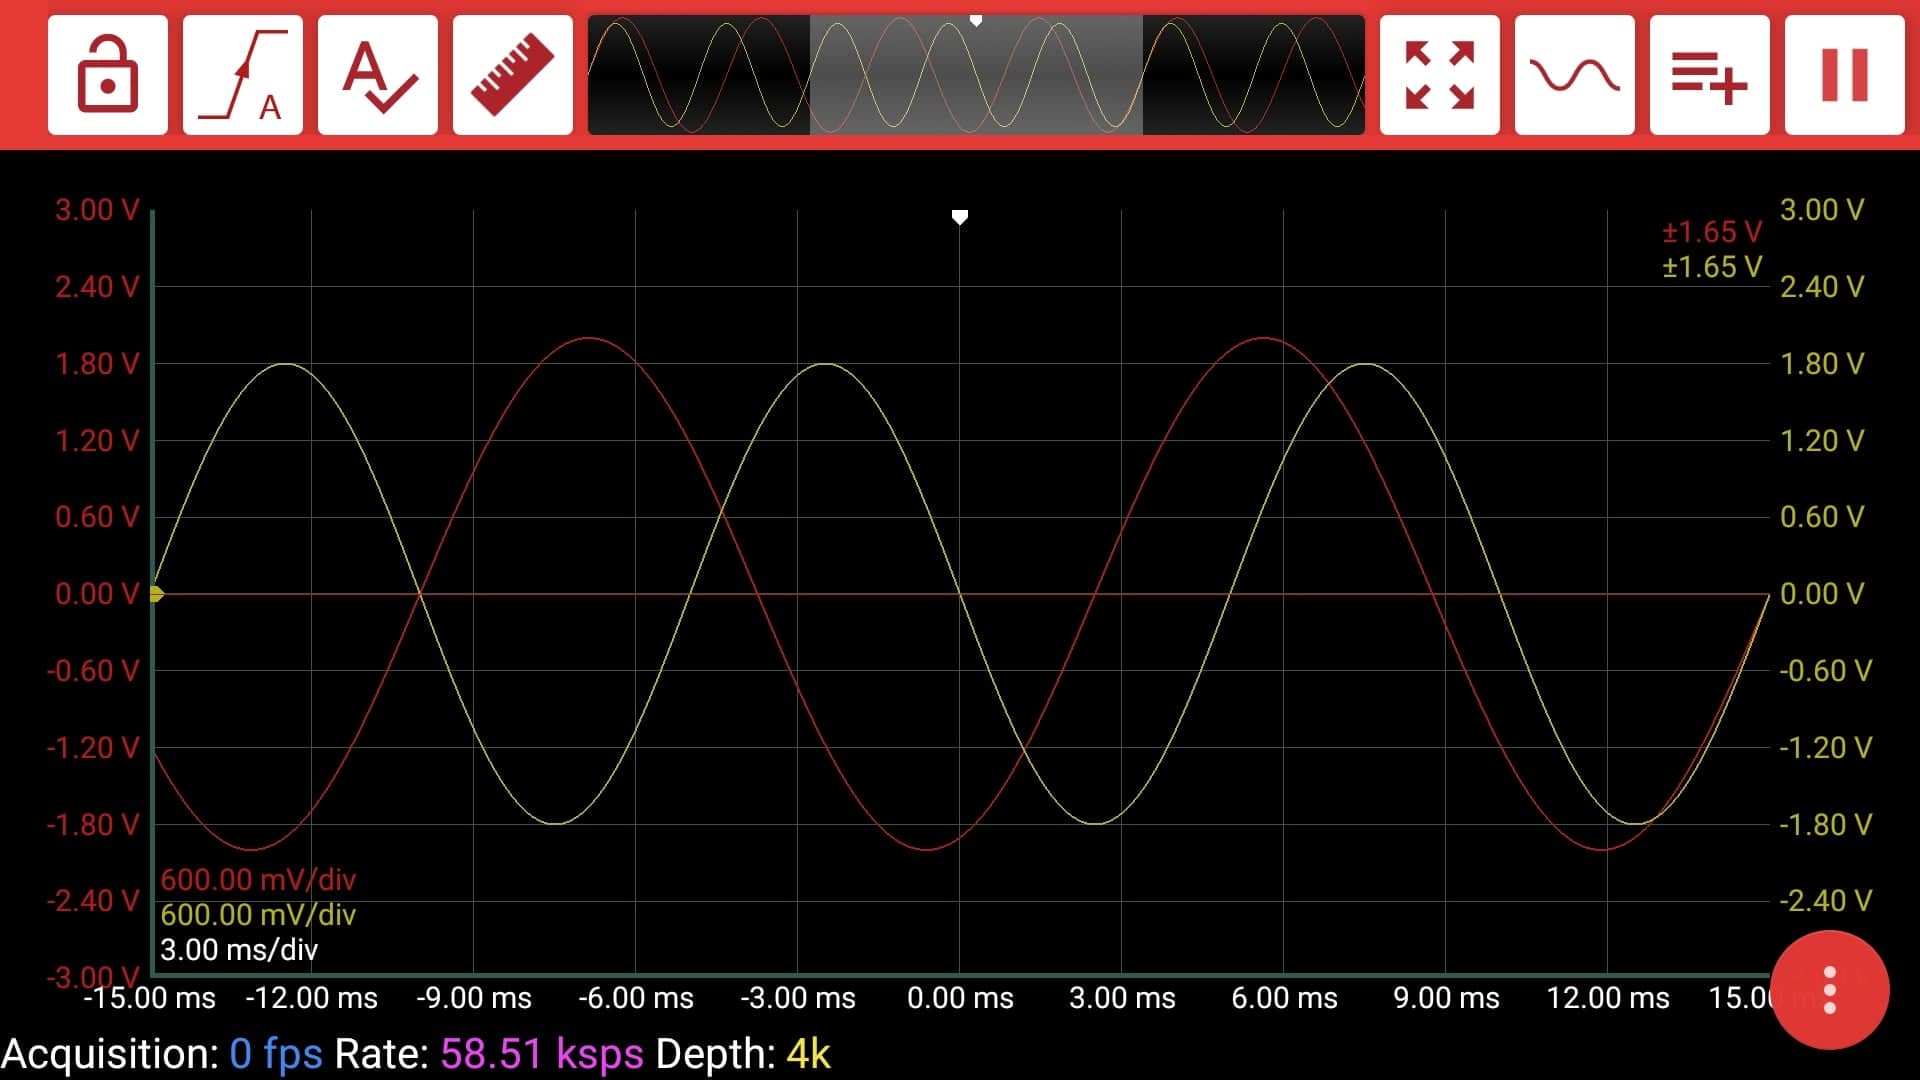 A
A
3.00 V
2.40 V
1.80 V
1.20 V
0.60 V
0.00 V
-0.60 V
-1.20 V
-1.80 V
-2.40 V
-3.00 V
±1.65 V
±1.65 V
3.00 V
2.40 V
1.80 V
1.20 V
0.60 V
0.00 V
-0.60 V
-1.20 V
-1.80 V
-2.40 V
600.00 mV/div
600.00 mV/div
3.00 ms/div
-15.00 ms -12.00 ms -9.00 ms -6.00 ms -3.00 ms 0.00 ms 3.00 ms 6.00 ms 9.00 ms 12.00 ms
Acquisition: 0 fps Rate: 58.51 ksps Depth: 4k